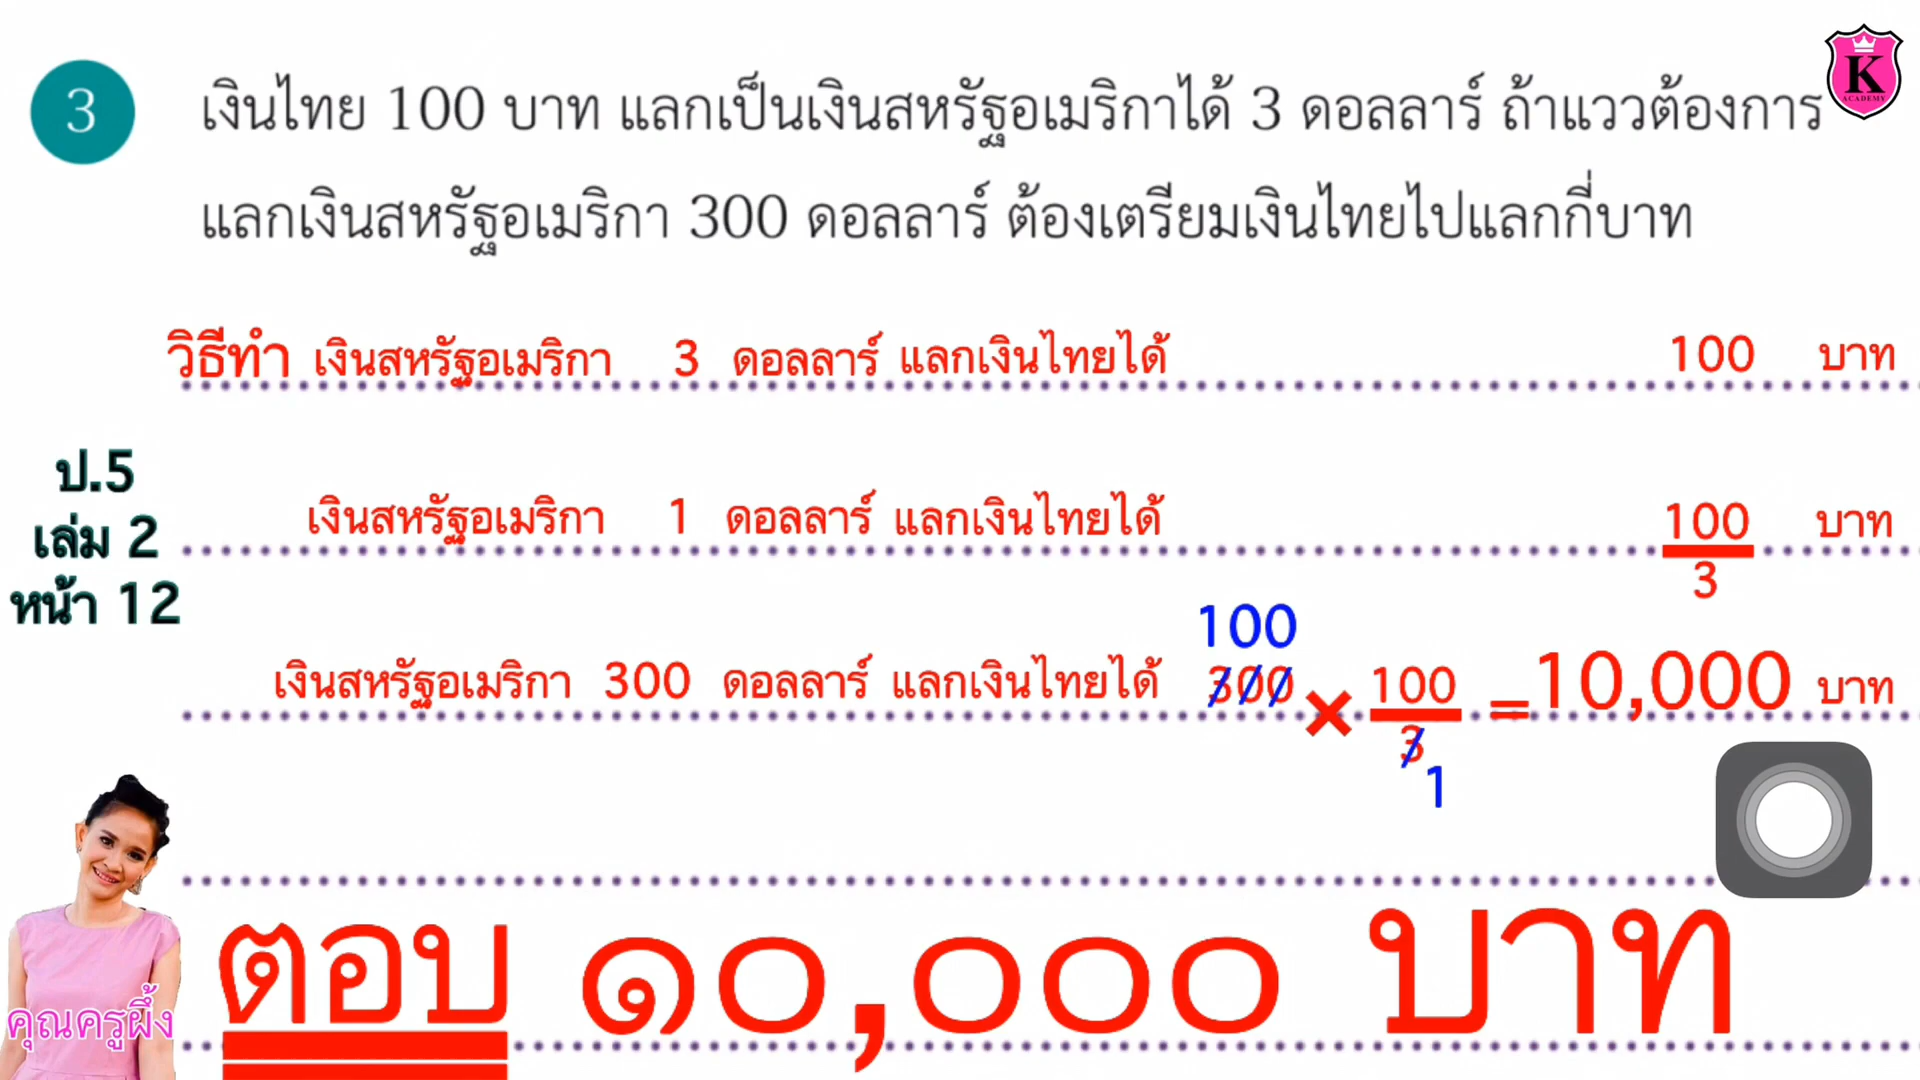 3 เงินไทย 100 บาท แลกเป็นเงินสหรัฐอเมริกาได้ 3 ดอลลาร์ ถ้าแววต้องการ
แลกเงินสหรัฐอเมริกา 300 ดอลลาร์ ต้องเตรียมเงินไทยไปแลกกี่บาท
K
ACADEMY
วิธีทำ เงินสหรัฐอเมริกา 3 ดอลลาร์ แลกเงินไทยได้ 100 บาท
ป.5
เล่ม 2
หน้า 12
เงินสหรัฐอเมริกา 1 ดอลลาร์ แลกเงินไทยได้ 100 บาท
3
100
เงินสหรัฐอเมริกา 300 ดอลลาร์ แลกเงินไทยได้ 300 × 100 = 10,000 บาท
3
1
ตอบ ๑๐,๐๐๐ บาท
คุณครูผึ้ง